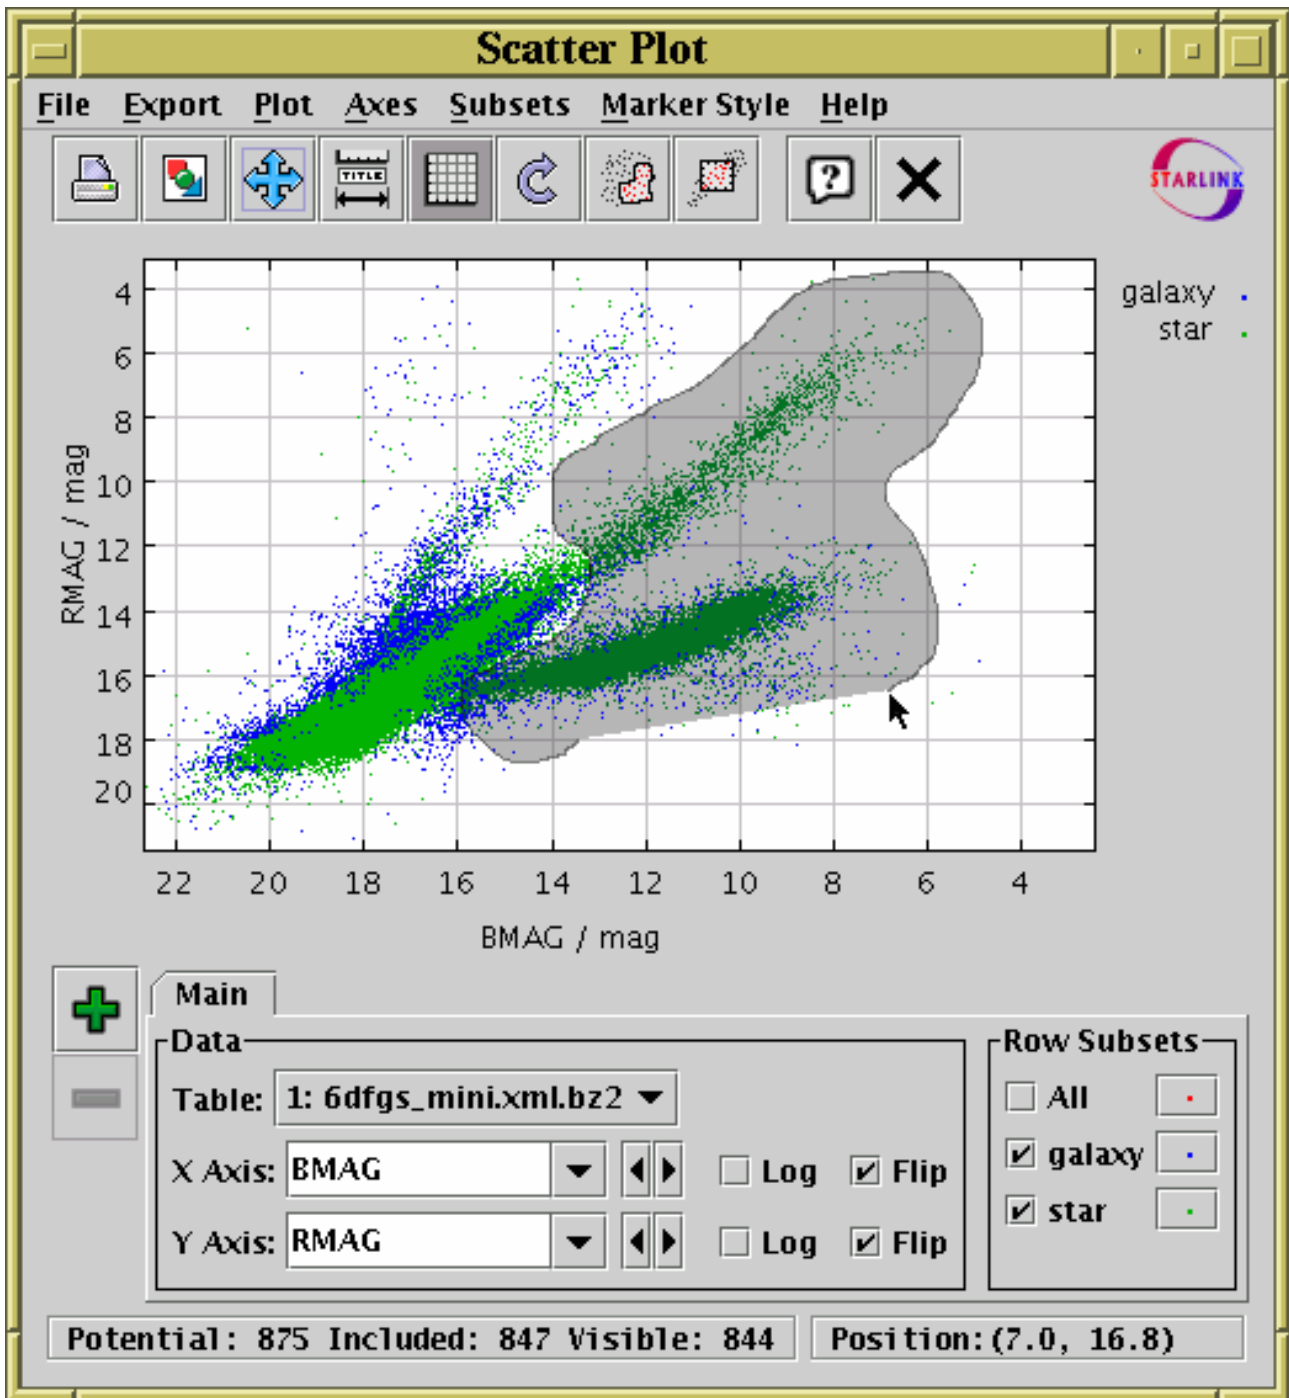 Scatter Plot
File Export Plot Axes Subsets Marker Style Help
TITLE
?
STARLINK
galaxy
star
4
6
8
10
12
14
16
18
20
RMAG / mag
22 20 18 16 14 12 10 8 6 4
BMAG / mag
Main
Data
Table: 1: 6dfgs_mini.xml.bz2
X Axis: BMAG Log Flip
Y Axis: RMAG Log Flip
Row Subsets
All
galaxy
star
Potential: 875 Included: 847 Visible: 844
Position:(7.0, 16.8)